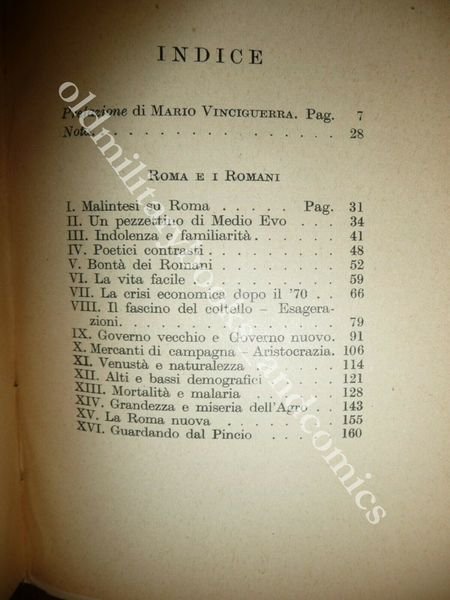 INDICE
Prefazione di MARIO VINCIGUERRA. Pag. 7
Nota. . . . . . . . . . . . . . . . 28
ROMA E I ROMANI
I. Malintesi su Roma . . . . . Pag. 31
II. Un pezzettino di Medio Evo . . . . 34
III. Indolenza e familiarità . . . . . . 41
IV. Poetici contrasti . . . . . . . . 48
V. Bontà dei Romani . . . . . . . 52
VI. La vita facile . . . . . . . . . 59
VII. La crisi economica dopo il '70 . . . 66
VIII. Il fascino del coltello - Esagera-
zioni. . . . . . . . . . . . . 79
IX. Governo vecchio e Governo nuovo. 91
X. Mercanti di campagna - Aristocrazia. 106
XI. Venustà e naturalezza . . . . . 114
XII. Alti e bassi demografici . . . . . 121
XIII. Mortalità e malaria . . . . . . 128
XIV. Grandezza e miseria dell'Agro . . . 143
XV. La Roma nuova . . . . . . . . 155
XVI. Guardando dal Pincio . . . . . . 160
oldmilitarybooksandcomics